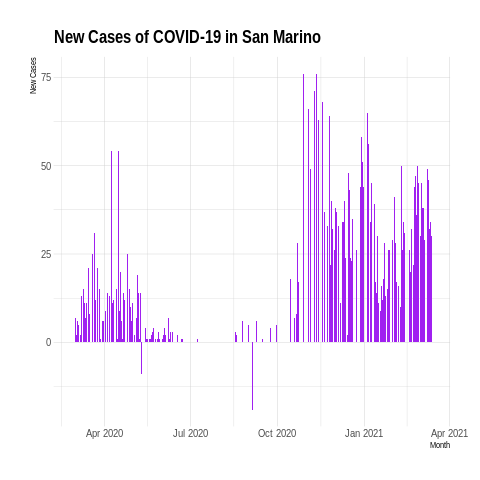 New Cases of COVID-19 in San Marino
New Cases
75
50
25
0
Apr 2020 Jul 2020 Oct 2020 Jan 2021 Apr 2021
Month